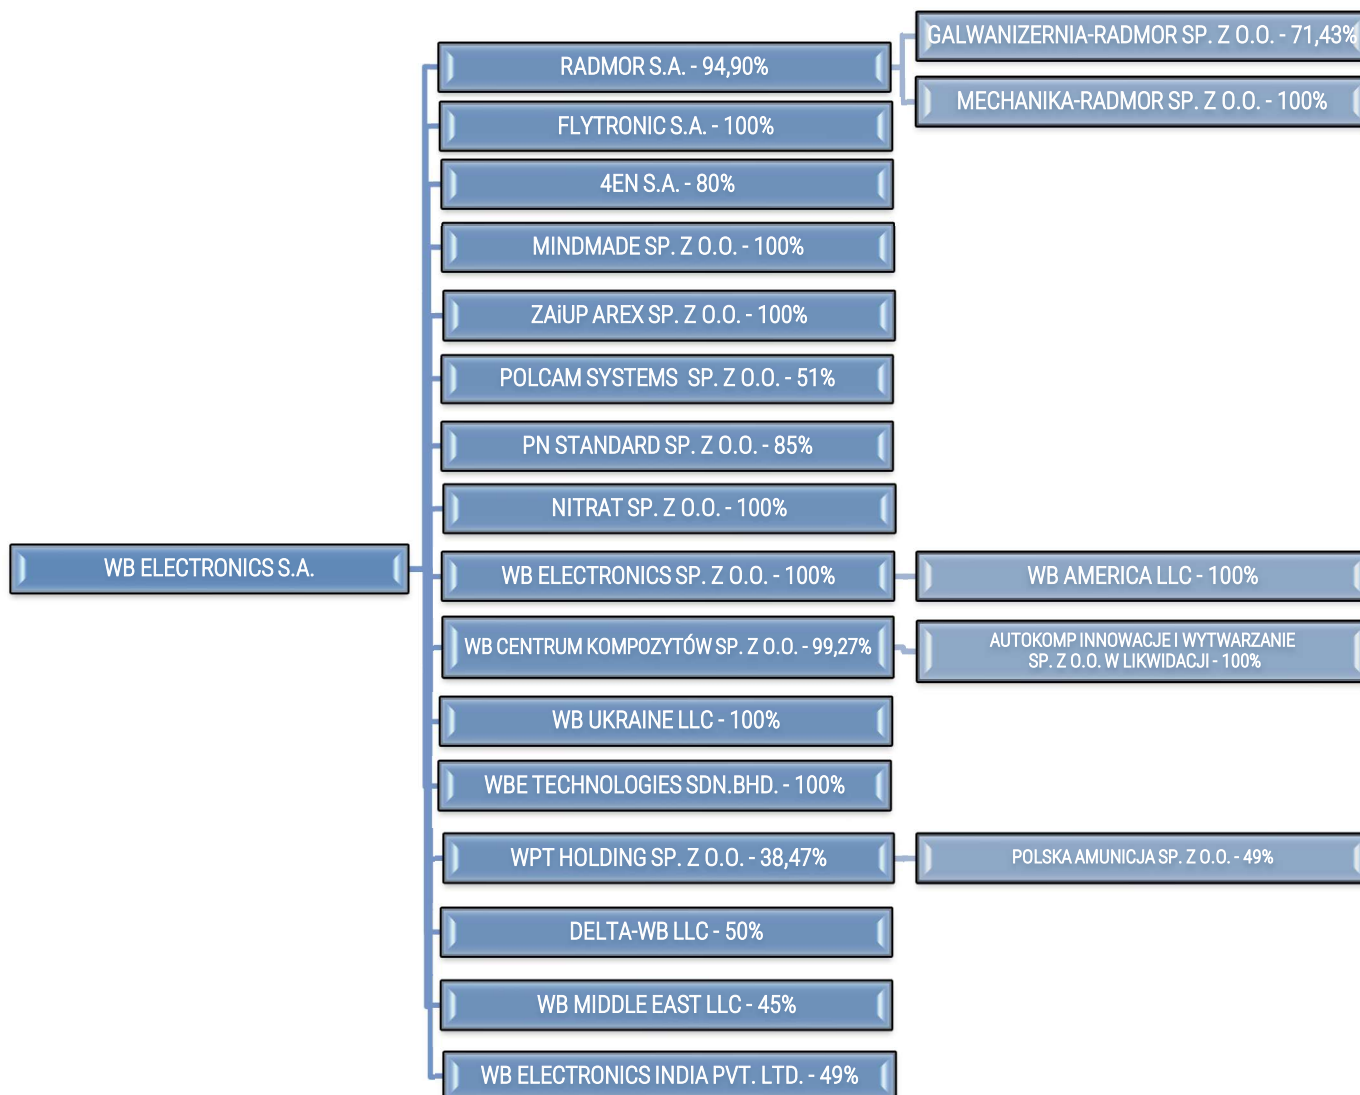 GALWANIZERNIA-RADMOR SP. Z O.O. - 71,43%
RADMOR S.A. - 94,90%
MECHANIKA-RADMOR SP. Z O.O. - 100%
FLYTRONIC S.A. - 100%
4EN S.A. - 80%
MINDMADE SP. Z O.O. - 100%
ZAiUP AREX SP. Z O.O. - 100%
POLCAM SYSTEMS SP. Z O.O. - 51%
PN STANDARD SP. Z O.O. - 85%
NITRAT SP. Z O.O. - 100%
WB ELECTRONICS S.A.
WB ELECTRONICS SP. Z O.O. - 100%
WB AMERICA LLC - 100%
WB CENTRUM KOMPOZYTÓW SP. Z O.O. - 99,27%
AUTOKOMP INNOWACJE I WYTWARZANIE
SP. Z O.O. W LIKWIDACJI - 100%
WB UKRAINE LLC - 100%
WBE TECHNOLOGIES SDN.BHD. - 100%
WPT HOLDING SP. Z O.O. - 38,47%
POLSKA AMUNICJA SP. Z O.O. - 49%
DELTA-WB LLC - 50%
WB MIDDLE EAST LLC - 45%
WB ELECTRONICS INDIA PVT. LTD. - 49%